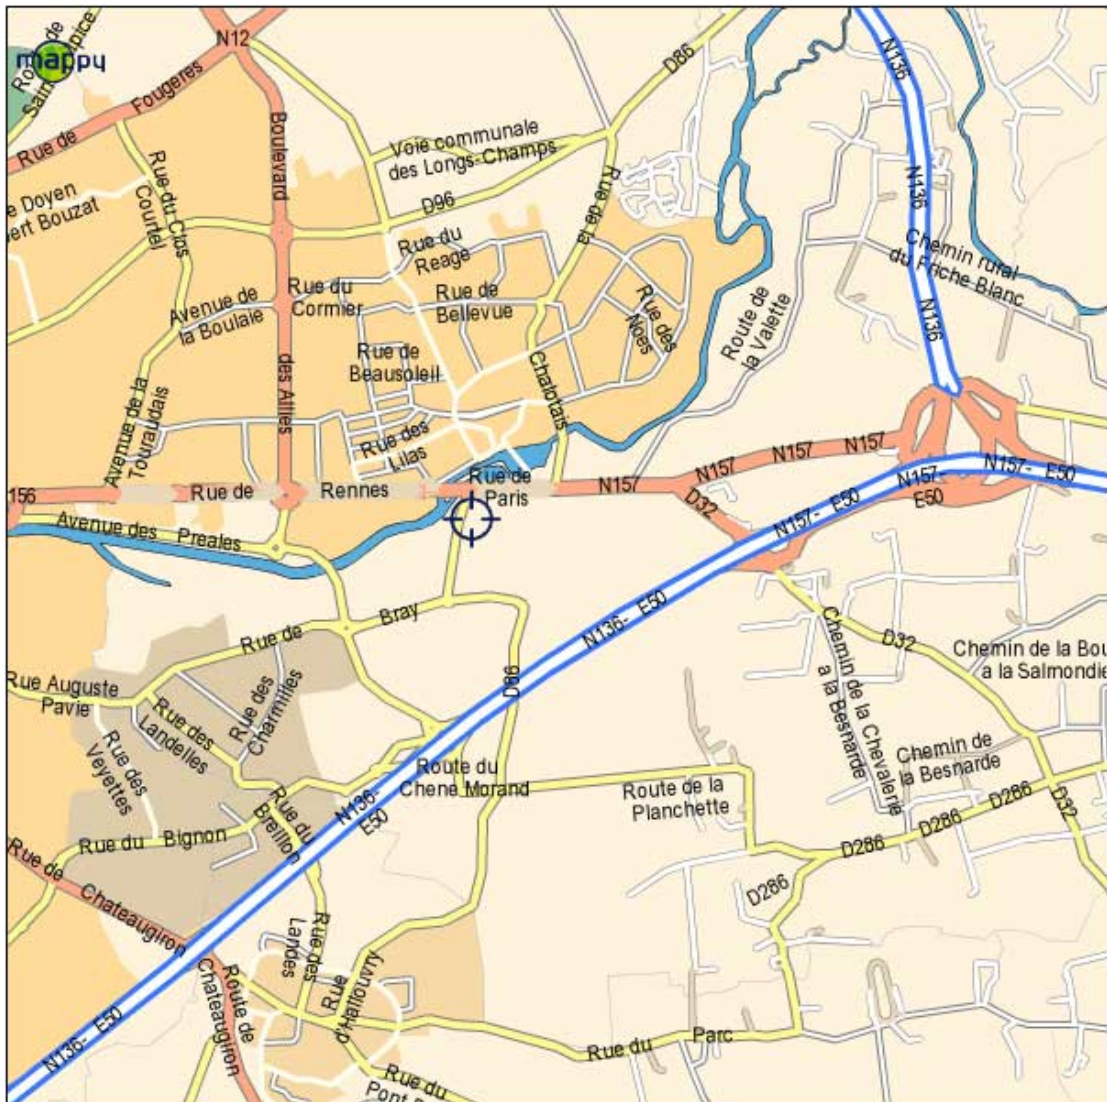 mappy
N12
D86
N136
Rue de
Fougeres
Boulevard
Voie communale
des Longs-Champs
Rue du Clos
Courtel
N136
Rue de la
e Doyen
bert Bouzat
D96
Rue du
Reage
Chemin rural
du Friche Blanc
Avenue de
la Boulaie
Rue du
Cormier
Rue de
Bellevue
Rue des
Noes
Route de
la Valette
N136
Rue de
Beausoleil
des Allies
Chalotais
Avenue de la
Touraudais
Rue des
Lilas
N157
N157
N157
N157-
E50
N157-
E50
156
Rue de
Rennes
Rue de
Paris
N157
D32
N157-
E50
Avenue des
Preales
Rue de
Bray
N136-
E50
D86
Chemin de la Chevalerie
a la Besnarde
D32
Chemin de la Bou
a la Salmondie
Rue Auguste
Pavie
Rue des
Landelles
Rue des
Charmilles
Rue des
Veyettes
Route du
Chene Morand
Route de la
Planchette
Chemin de
la Besnarde
N136-
E50
Rue du
Breillon
D286
D286
D286
D32
Rue du
Bignon
D286
Rue de
Chateaugiron
Rue des
Landes
Rue
d'Hallouvry
Route de
Chateaugiron
N136-
E50
Rue du
Parc
Rue du